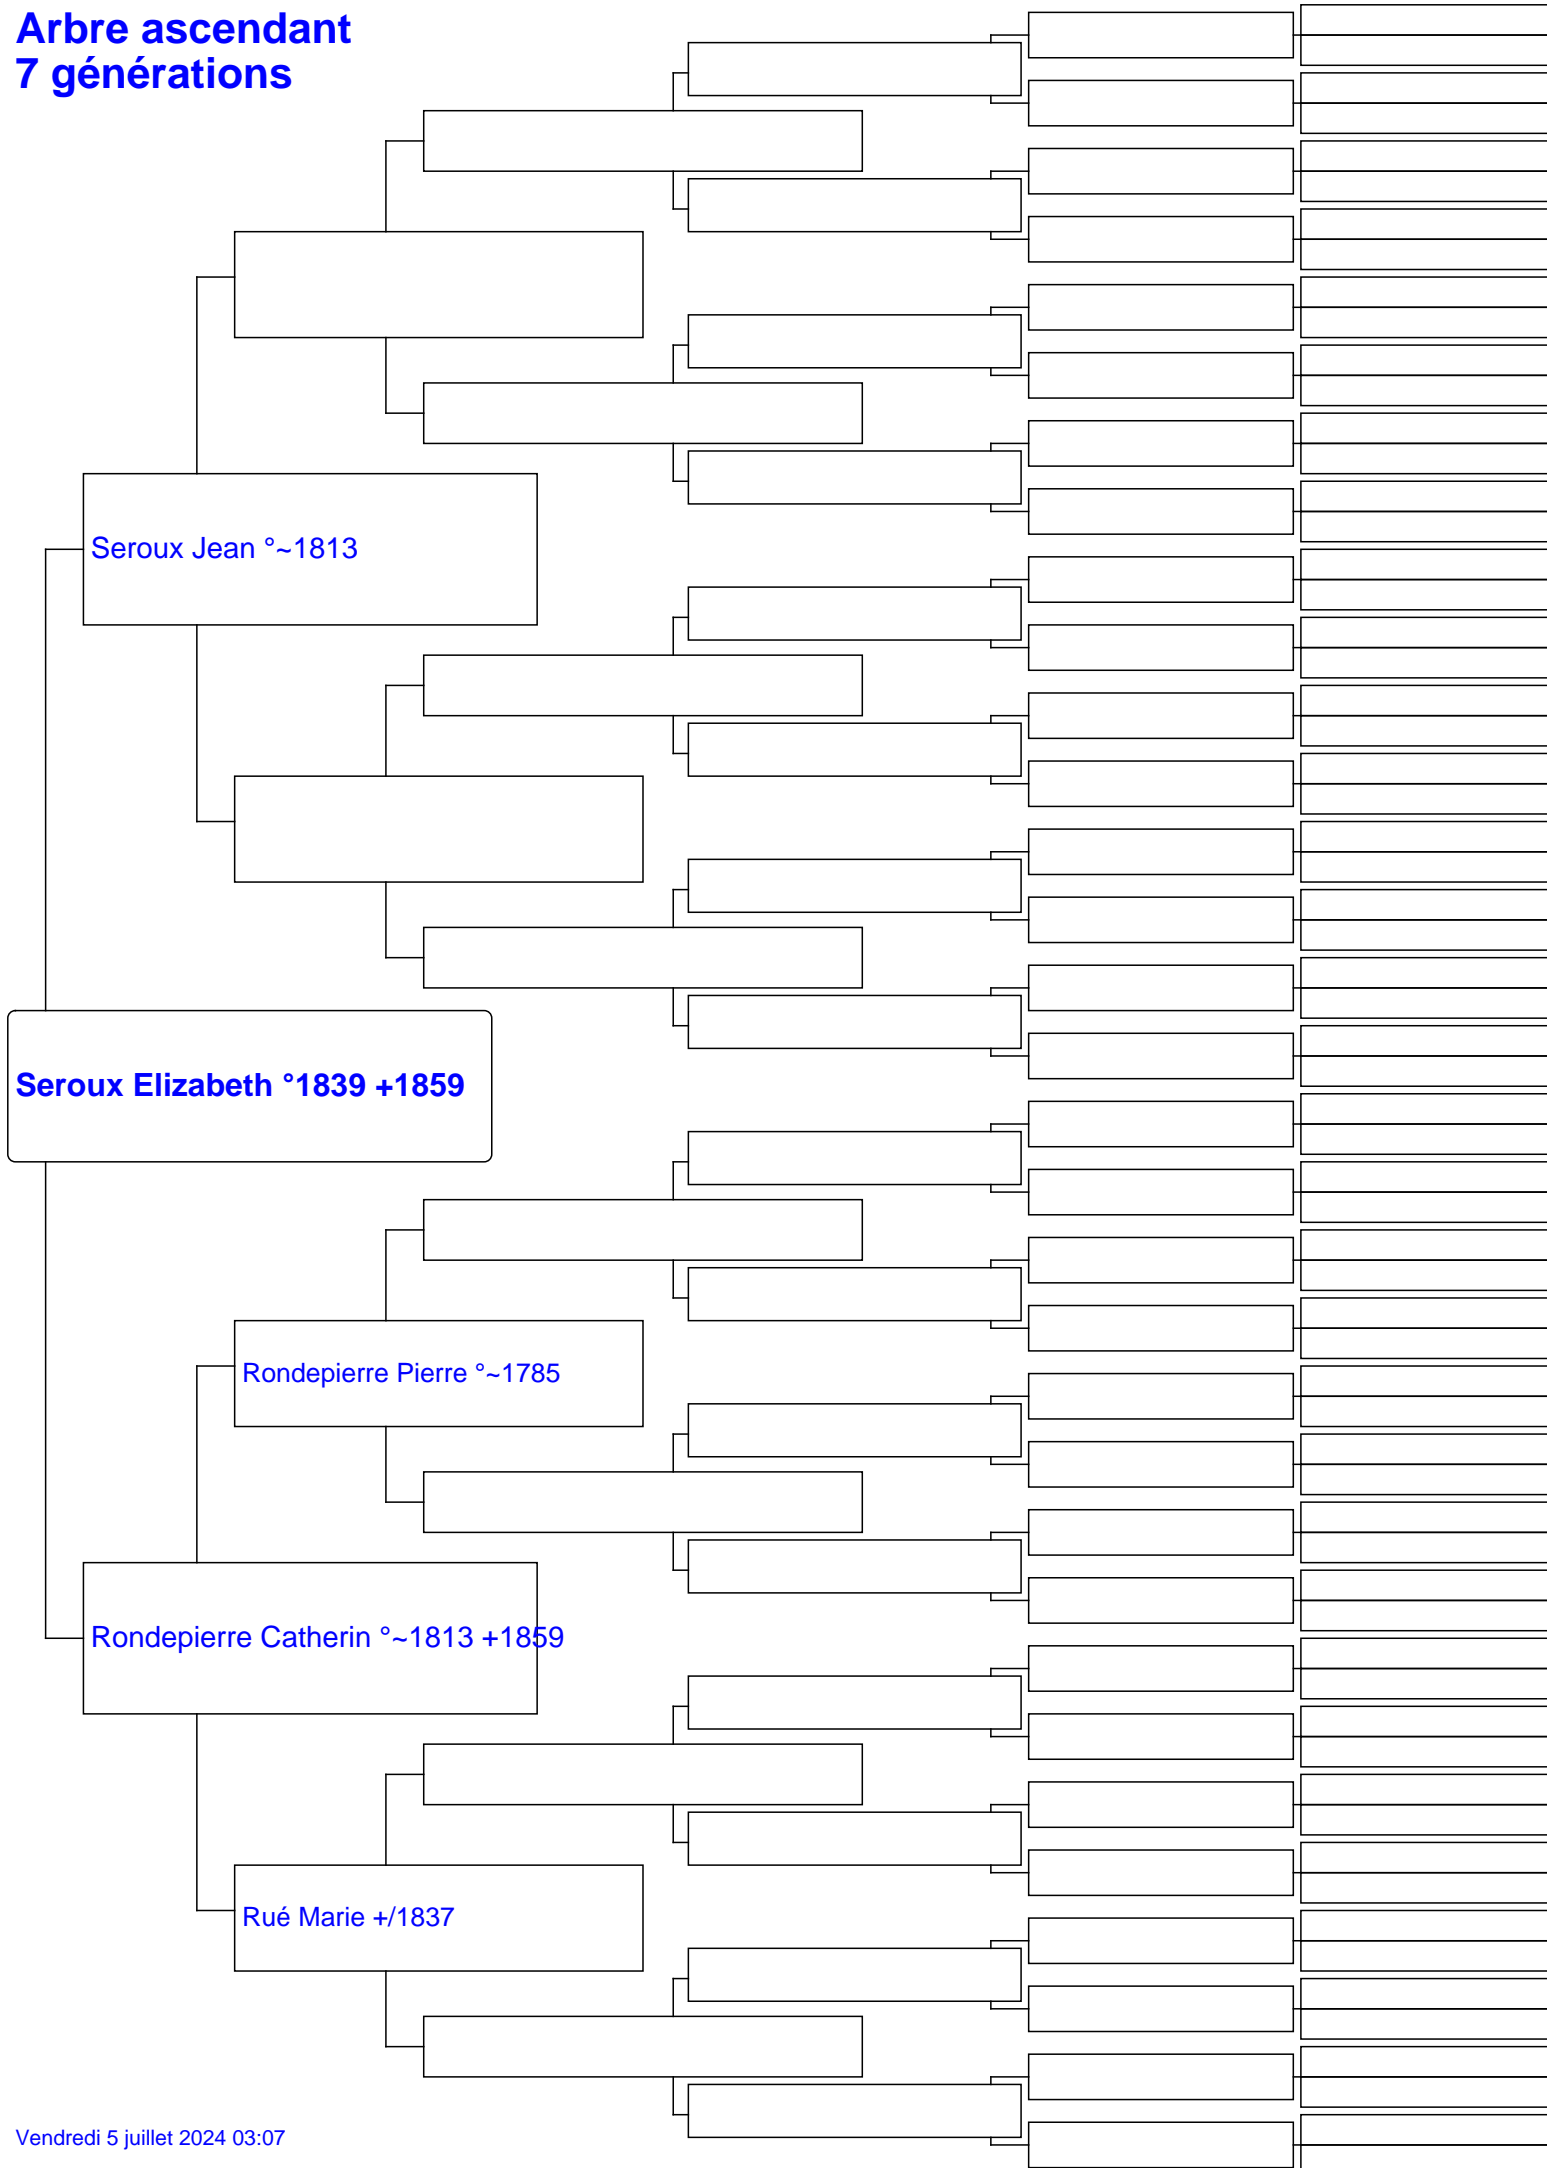 Arbre ascendant
7 générations
Seroux Jean °~1813
Seroux Elizabeth °1839 +1859
Rondepierre Pierre °~1785
Rondepierre Catherin °~1813 +1859
Rué Marie +/1837
Vendredi 5 juillet 2024 03:07